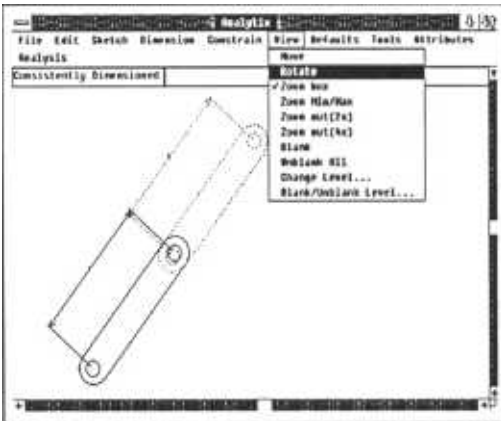 Analytix
File Edit Sketch Dimension Constrain View Defaults Tools Attributes
Analysis
Consistently Dimensioned
Move
Rotate
✓Zoom box
Zoom Min/Max
Zoom out(2x)
Zoom out(4x)
Blank
Unblank All
Change Level...
Blank/Unblank Level...